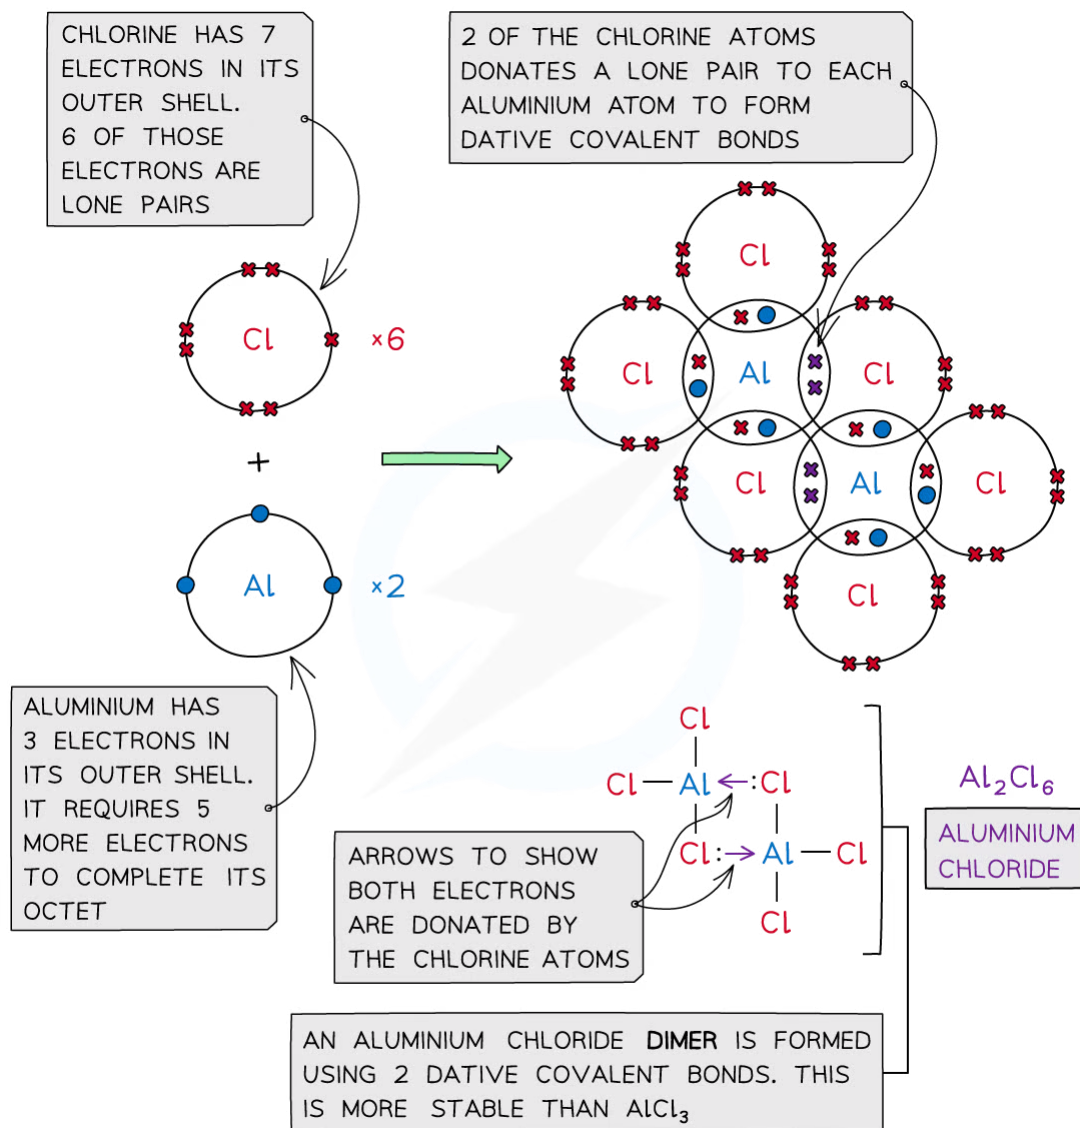 CHLORINE HAS 7
ELECTRONS IN ITS
OUTER SHELL.
6 OF THOSE
ELECTRONS ARE
LONE PAIRS
2 OF THE CHLORINE ATOMS
DONATES A LONE PAIR TO EACH
ALUMINIUM ATOM TO FORM
DATIVE COVALENT BONDS
Cl ×6
+
Al ×2
Cl
Cl Al Cl
Cl Al Cl
Cl
ALUMINIUM HAS
3 ELECTRONS IN
ITS OUTER SHELL.
IT REQUIRES 5
MORE ELECTRONS
TO COMPLETE ITS
OCTET
Cl
Cl — Al ← :Cl
Cl: → Al — Cl
Cl
ARROWS TO SHOW
BOTH ELECTRONS
ARE DONATED BY
THE CHLORINE ATOMS
Al₂Cl₆
ALUMINIUM
CHLORIDE
AN ALUMINIUM CHLORIDE DIMER IS FORMED
USING 2 DATIVE COVALENT BONDS. THIS
IS MORE STABLE THAN AlCl₃